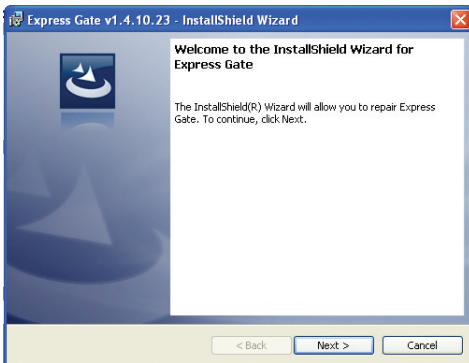 Express Gate v1.4.10.23 - InstallShield Wizard
Welcome to the InstallShield Wizard for
Express Gate
The InstallShield(R) Wizard will allow you to repair Express
Gate. To continue, click Next.
< Back
Next >
Cancel